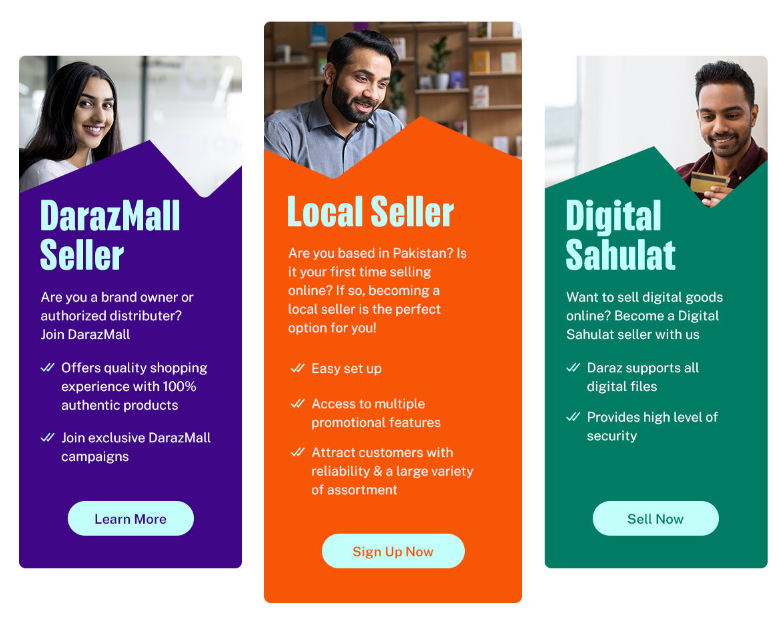 DarazMall
Seller
Are you a brand owner or
authorized distributer?
Join DarazMall
Offers quality shopping
experience with 100%
authentic products
Join exclusive DarazMall
campaigns
Learn More
Local Seller
Are you based in Pakistan? Is
it your first time selling
online? If so, becoming a
local seller is the perfect
option for you!
Easy set up
Access to multiple
promotional features
Attract customers with
reliability & a large variety
of assortment
Sign Up Now
Digital
Sahulat
Want to sell digital goods
online? Become a Digital
Sahulat seller with us
Daraz supports all
digital files
Provides high level of
security
Sell Now